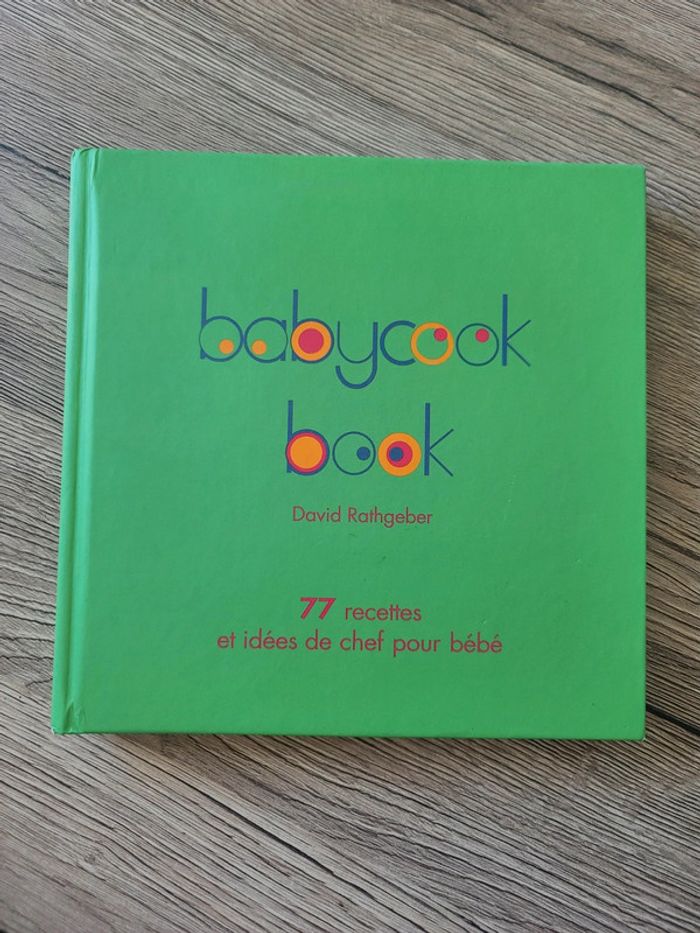 babycook
book
David Rathgeber
77 recettes
et idées de chef pour bébé